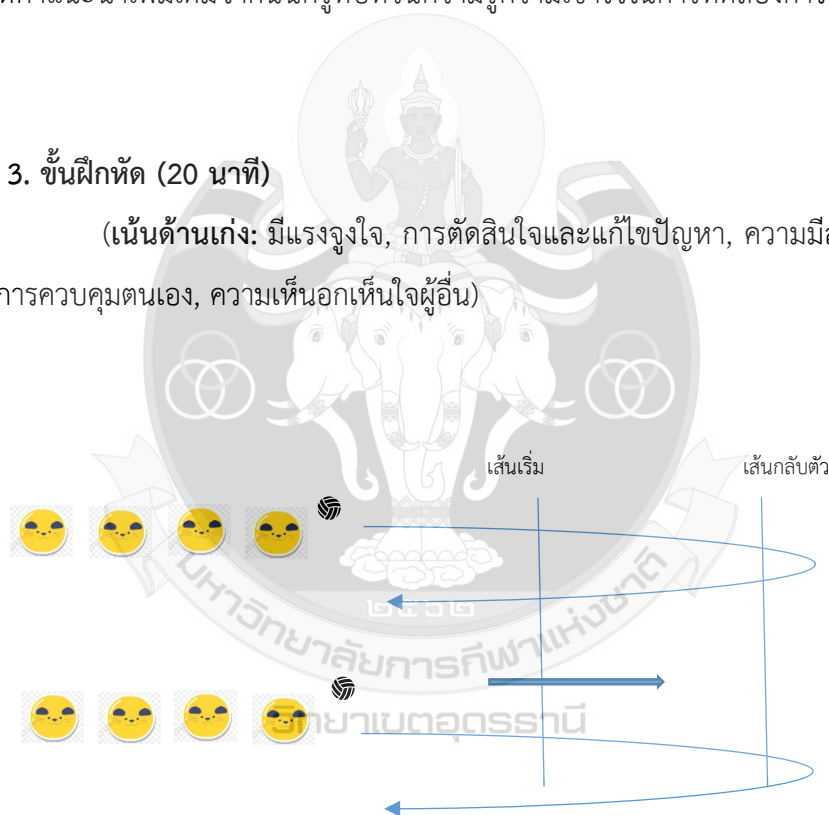 3. ขั้นฝึกหัด (20 นาที)
(เน้นด้านเก่ง: มีแรงจูงใจ, การตัดสินใจและแก้ไขปัญหา, ความมี
การควบคุมตนเอง, ความเห็นอกเห็นใจผู้อื่น)
เส้นเริ่ม
เส้นกลับตัว
๒๕๖๒
มหาวิทยาลัยการกีฬาแห่งชาติ
วิทยาเขตอุดรธานี